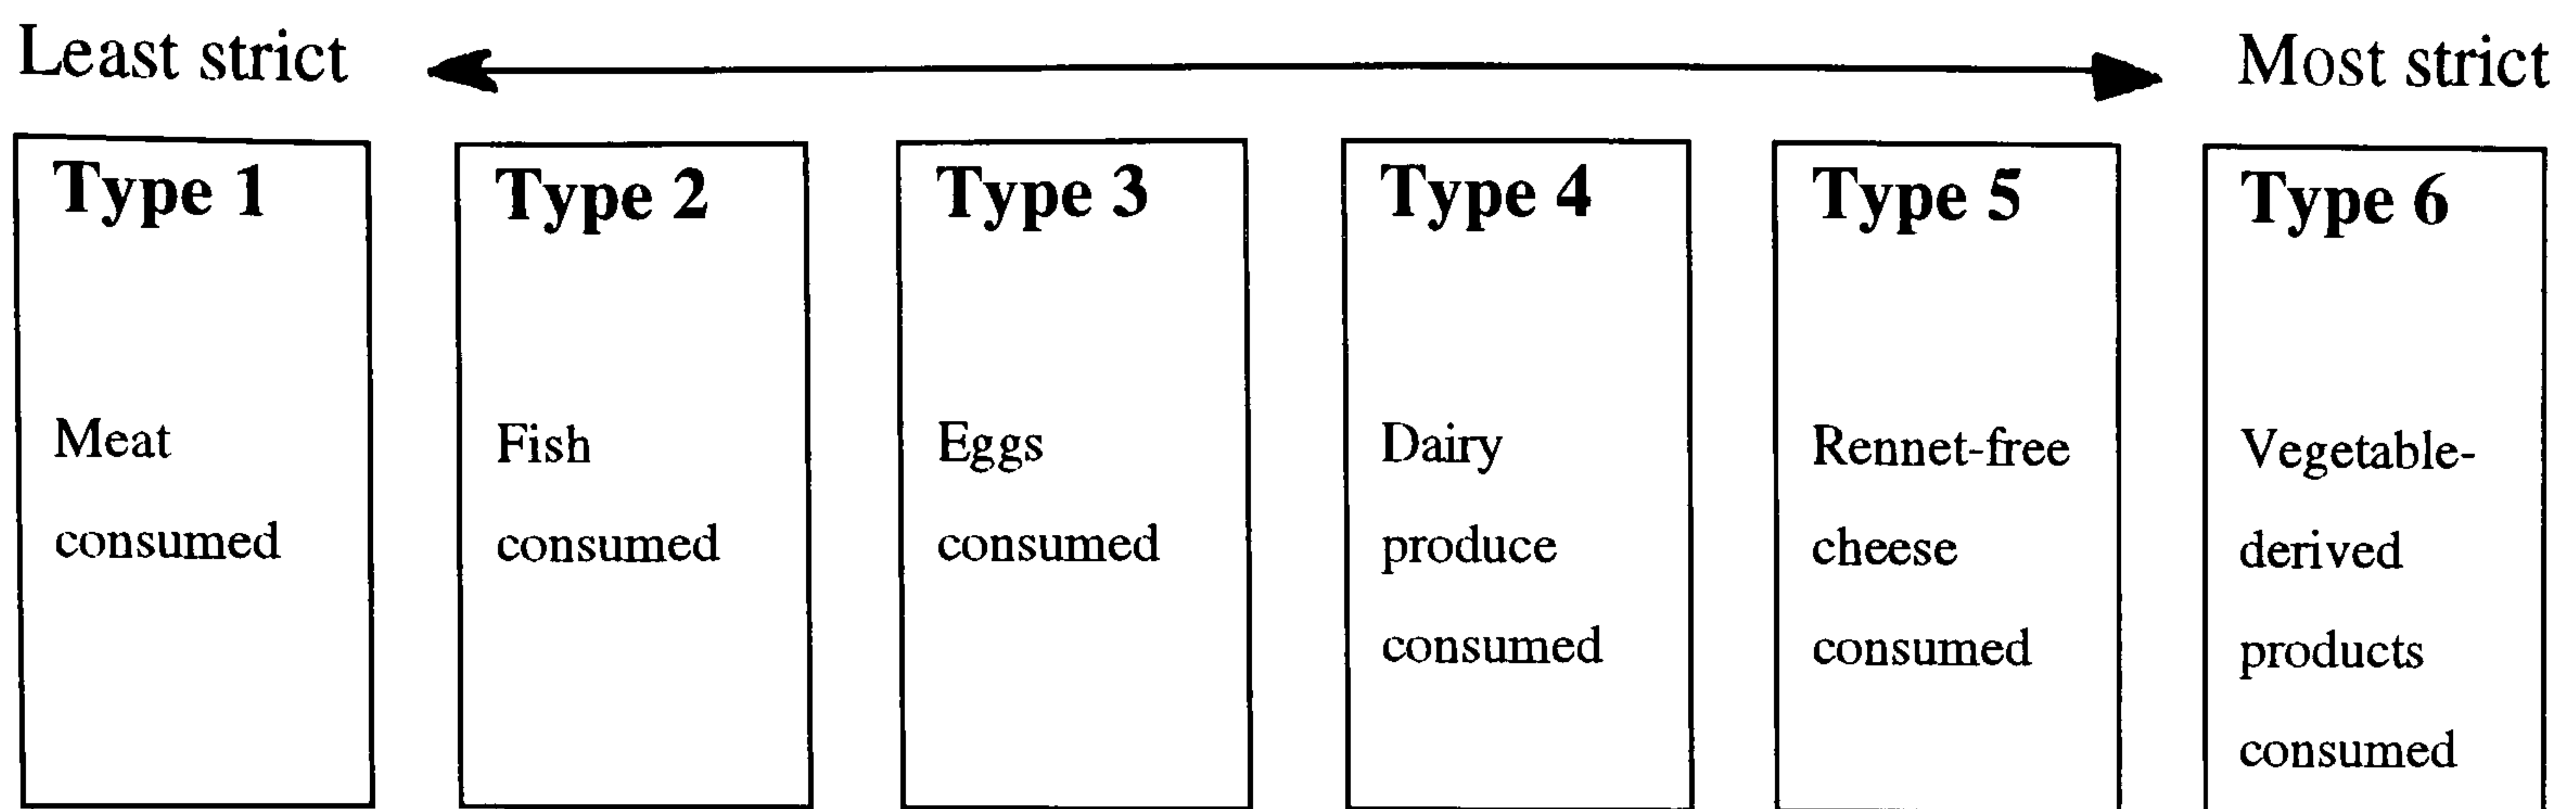 Least strict Most strict
Type 1
Meat
consumed
Type 2
Fish
consumed
Type 3
Eggs
consumed
Type 4
Dairy
produce
consumed
Type 5
Rennet-free
cheese
consumed
Type 6
Vegetable-
derived
products
consumed